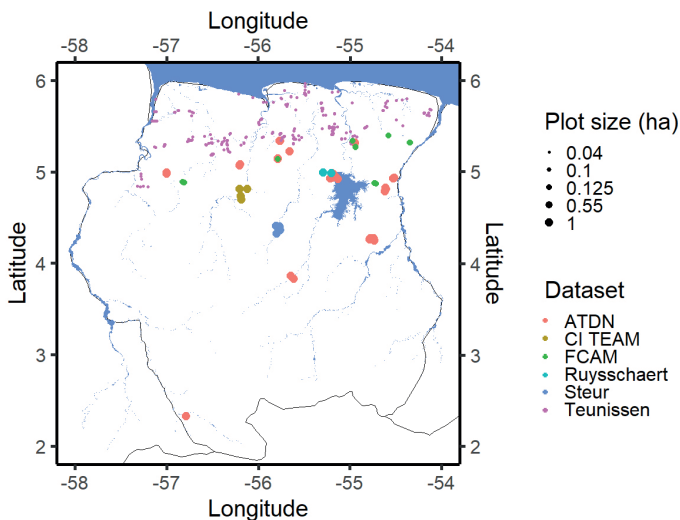 Longitude
-58 -57 -56 -55 -54
6 6
5 5
4 4
3 3
2 2
Latitude
Latitude
-58 -57 -56 -55 -54
Longitude
Plot size (ha)
0.04
0.1
0.125
0.55
1
Dataset
ATDN
CI TEAM
FCAM
Ruysschaert
Steur
Teunissen